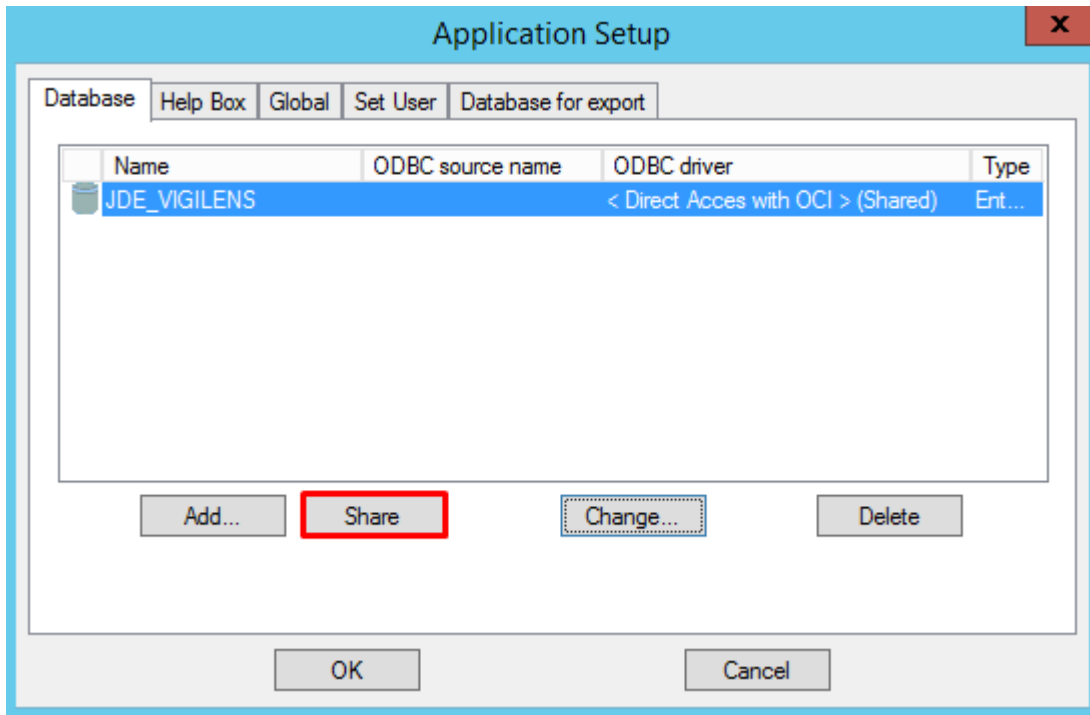 Application Setup
x
Database Help Box Global Set User Database for export
Name ODBC source name ODBC driver Type
JDE_VIGILENS < Direct Acces with OCI > (Shared) Ent...
Add... Share Change... Delete
OK Cancel